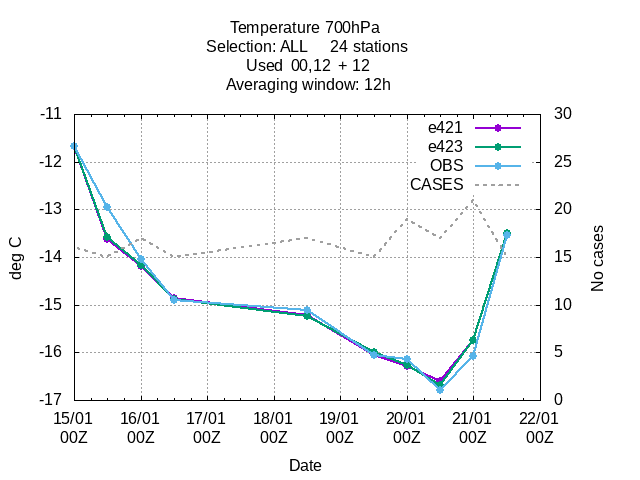 Temperature 700hPa
Selection: ALL 24 stations
Used 00,12 + 12
Averaging window: 12h
-11
-12
-13
-14
-15
-16
-17
30
25
20
15
10
5
0
e421
e423
OBS
CASES
deg C
No cases
15/01 16/01 17/01 18/01 19/01 20/01 21/01 22/01
00Z 00Z 00Z 00Z 00Z 00Z 00Z 00Z
Date